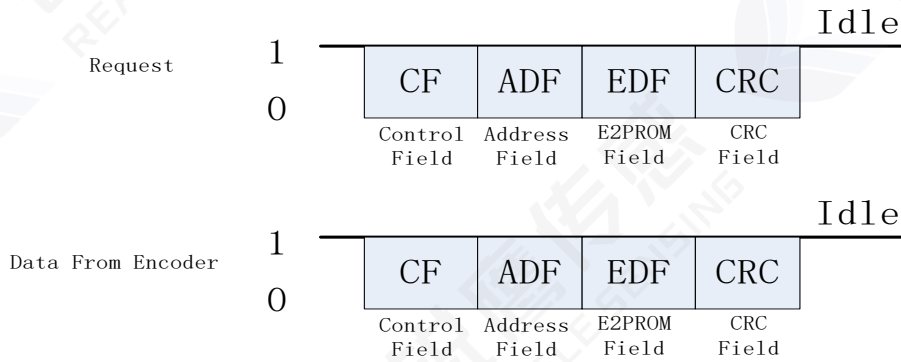 Idle
Request
1
0
CF ADF EDF CRC
Control Address E2PROM CRC
Field Field Field Field
Idle
Data From Encoder
1
0
CF ADF EDF CRC
Control Address E2PROM CRC
Field Field Field Field